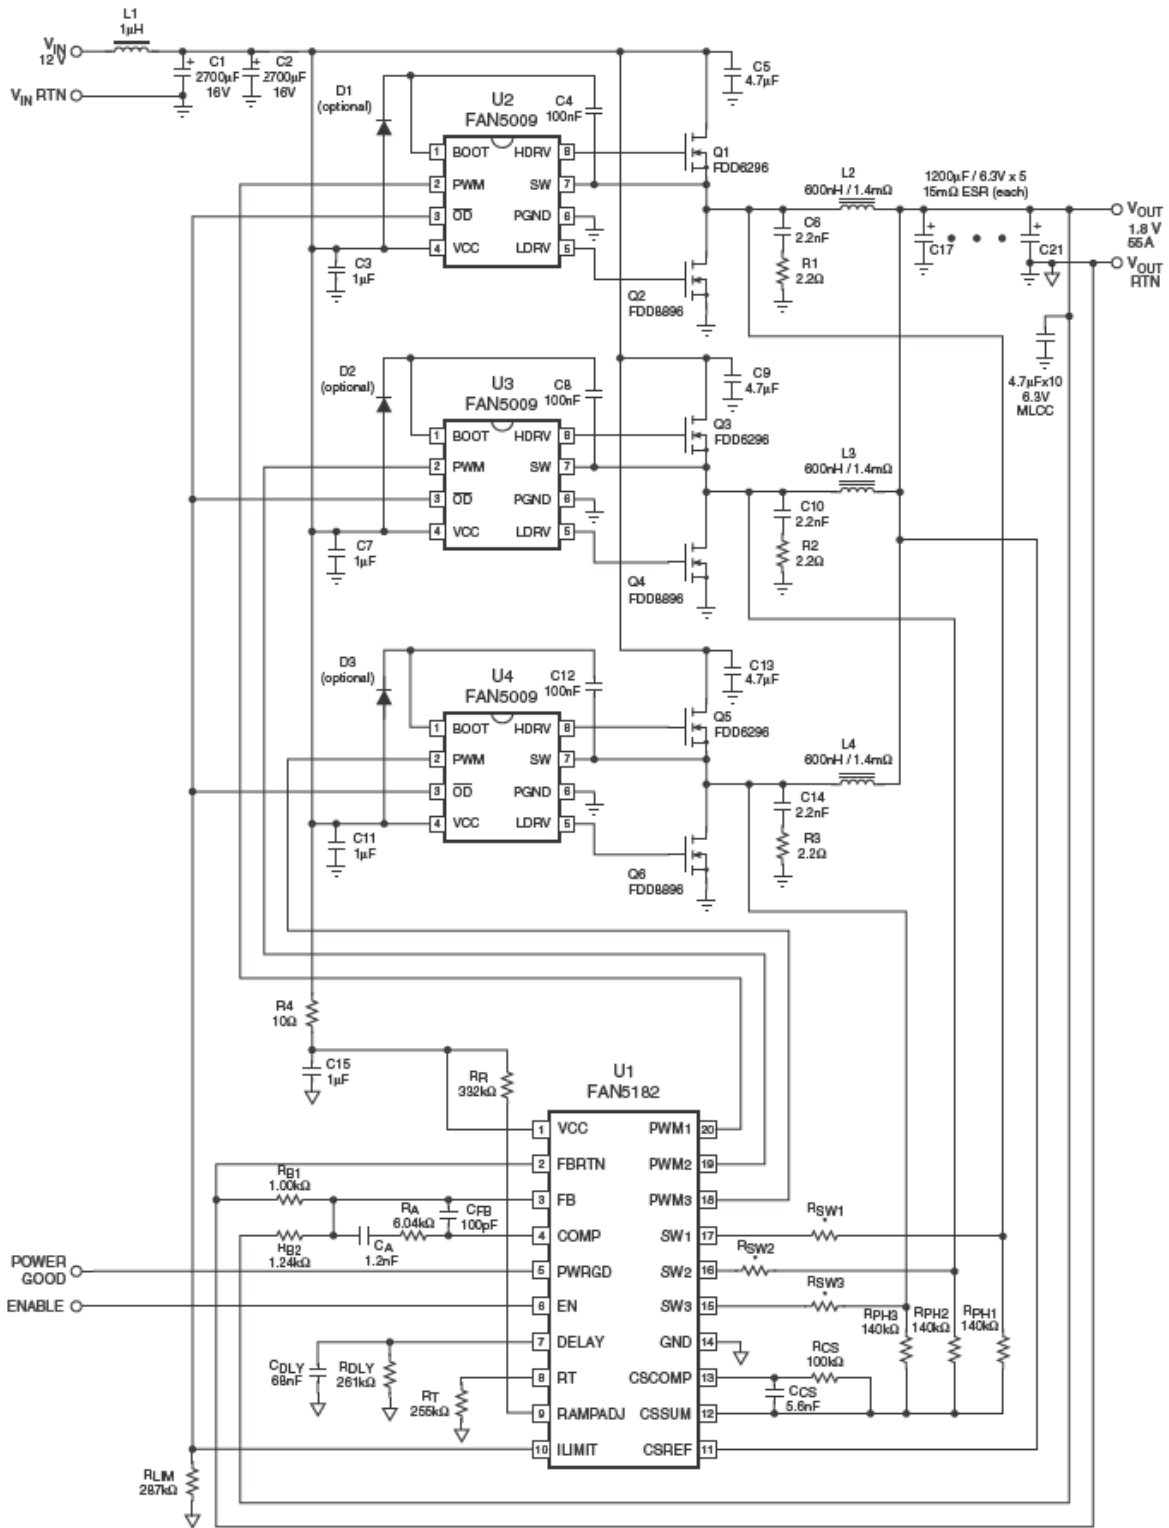 L1
1µH
VIN
12 V
VIN RTN
+
C1
2700µF
16V
+
C2
2700µF
16V
C5
4.7µF
D1
(optional)
U2
FAN5009
C4
100nF
1 BOOT HDRV 8
2 PWM SW 7
3 OD PGND 6
4 VCC LDRV 5
C3
1µF
Q1
FDD6296
Q2
FDD8896
L2
600nH / 1.4mΩ
C6
2.2nF
R1
2.2Ω
1200µF / 6.3V x 5
15mΩ ESR (each)
+
C17
+
C21
VOUT
1.8 V
55A
VOUT
RTN
4.7µFx10
6.3V
MLCC
D2
(optional)
U3
FAN5009
C8
100nF
1 BOOT HDRV 8
2 PWM SW 7
3 OD PGND 6
4 VCC LDRV 5
C7
1µF
C9
4.7µF
Q3
FDD6296
Q4
FDD8896
L3
600nH / 1.4mΩ
C10
2.2nF
R2
2.2Ω
D3
(optional)
U4
FAN5009
C12
100nF
1 BOOT HDRV 8
2 PWM SW 7
3 OD PGND 6
4 VCC LDRV 5
C11
1µF
C13
4.7µF
Q5
FDD6296
Q6
FDD8896
L4
600nH / 1.4mΩ
C14
2.2nF
R3
2.2Ω
R4
10Ω
C15
1µF
RR
332kΩ
U1
FAN5182
1 VCC PWM1 20
2 FBRTN PWM2 19
3 FB PWM3 18
4 COMP SW1 17
5 PWRGD SW2 16
6 EN SW3 15
7 DELAY GND 14
8 RT CSCOMP 13
9 RAMPADJ CSSUM 12
10 ILIMIT CSREF 11
RB1
1.00kΩ
RB2
1.24kΩ
CA
1.2nF
RA
6.04kΩ
CFB
100pF
POWER
GOOD
ENABLE
CDLY
68nF
RDLY
261kΩ
RT
255kΩ
RLIM
287kΩ
RSW1
*
RSW2
*
RSW3
*
RPH3
140kΩ
RPH2
140kΩ
RPH1
140kΩ
RCS
100kΩ
CCS
5.6nF